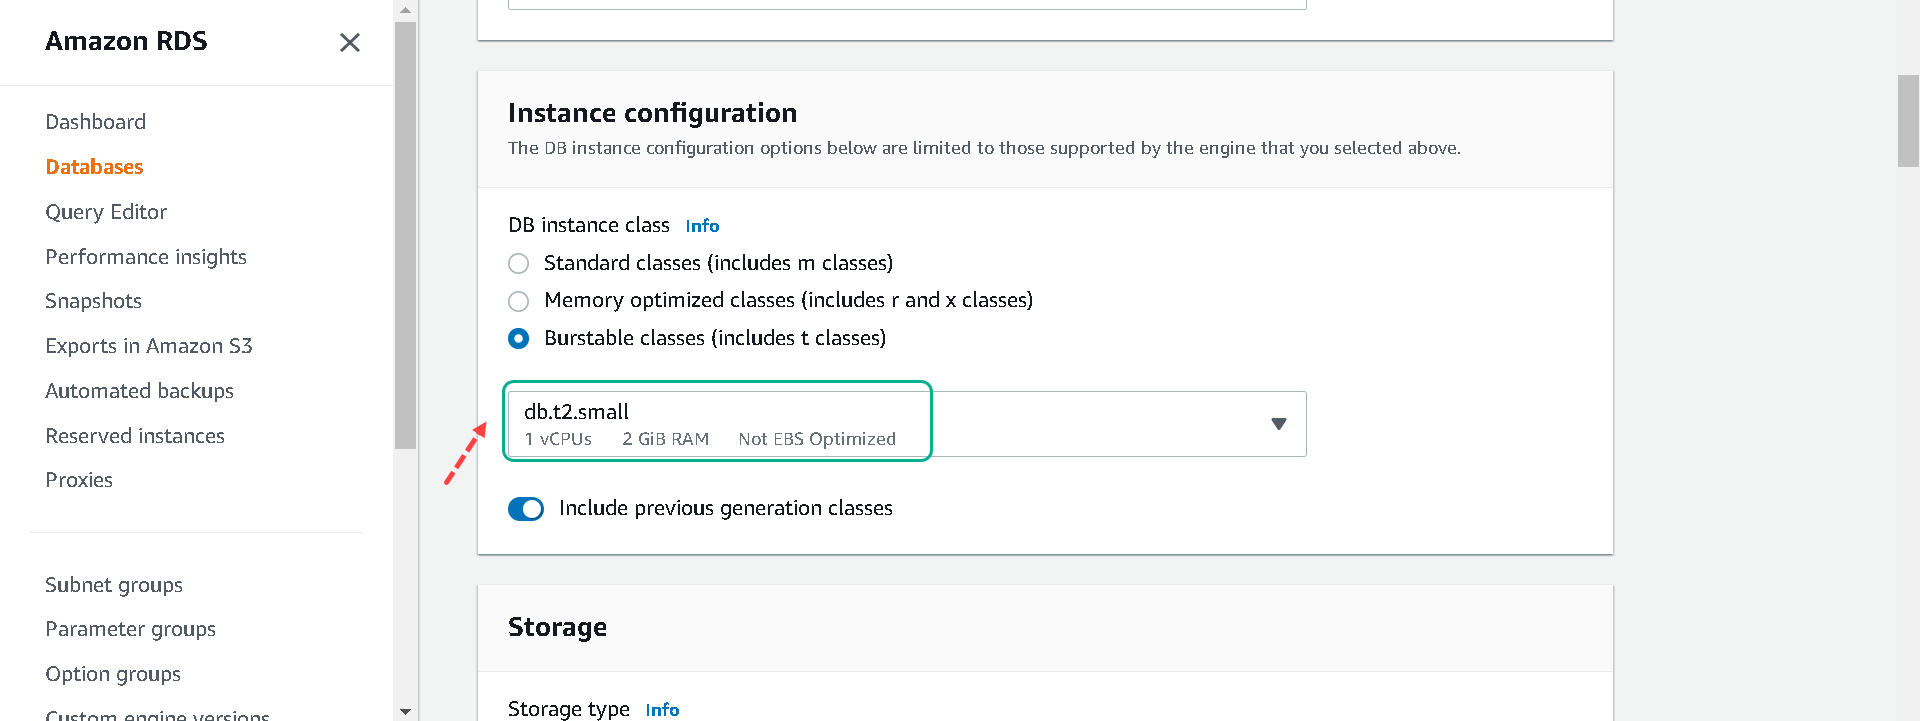 Amazon RDS
Dashboard
Databases
Query Editor
Performance insights
Snapshots
Exports in Amazon S3
Automated backups
Reserved instances
Proxies
Subnet groups
Parameter groups
Option groups
Custom engine versions
Instance configuration
The DB instance configuration options below are limited to those supported by the engine that you selected above.
DB instance class Info
Standard classes (includes m classes)
Memory optimized classes (includes r and x classes)
Burstable classes (includes t classes)
db.t2.small
1 vCPUs 2 GiB RAM Not EBS Optimized
Include previous generation classes
Storage
Storage type Info